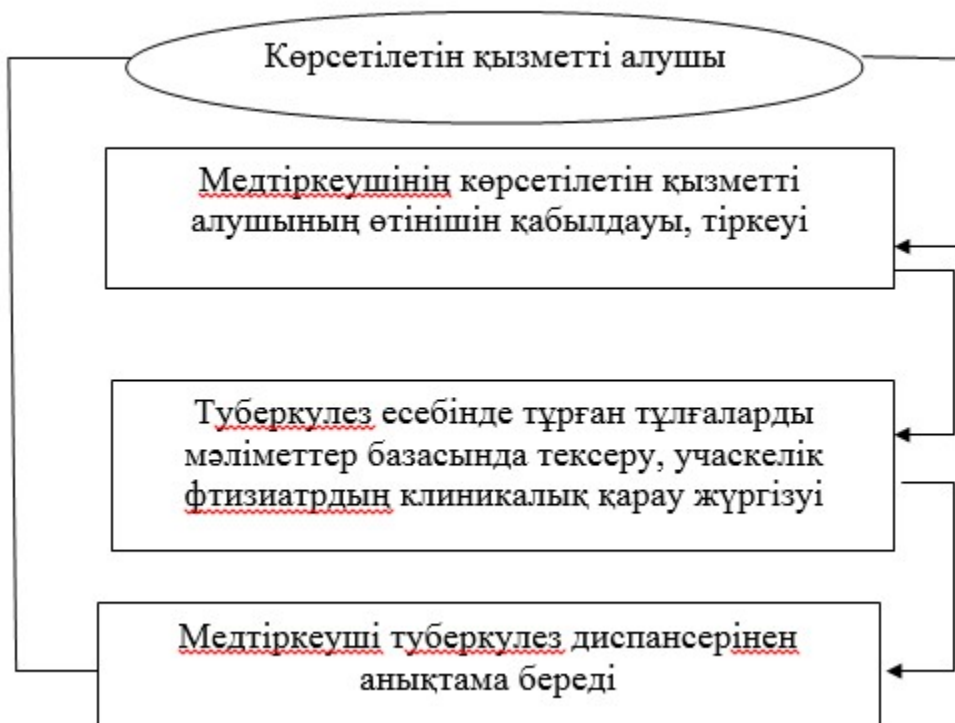 Көрсетілетін қызметті алушы
Медтіркеушінің көрсетілетін қызметті
алушының өтінішін қабылдауы, тіркеуі
Туберкулез есебінде тұрған тұлғаларды
мәліметтер базасында тексеру, учаскелік
фтизиатрдың клиникалық қарау жүргізуі
Медтіркеуші туберкулез диспансерінен
анықтама береді